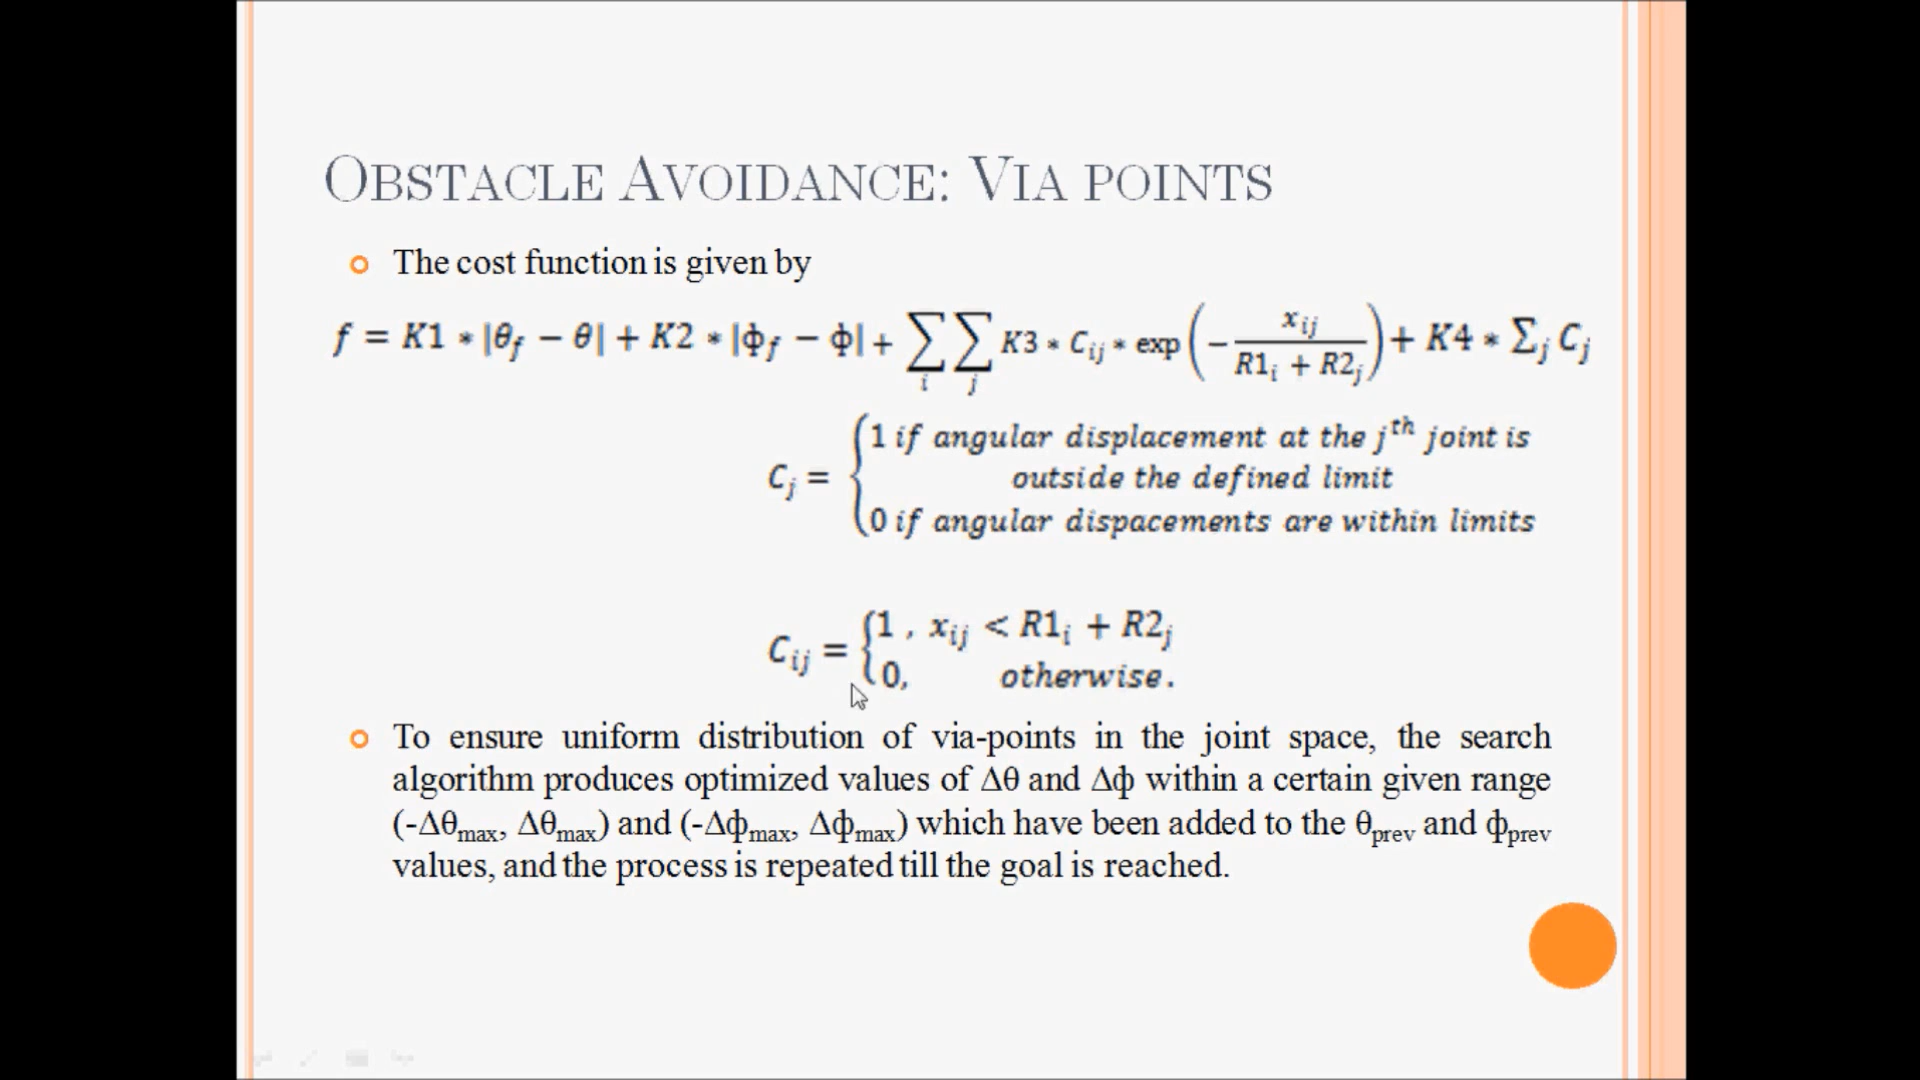 OBSTACLE AVOIDANCE: VIA POINTS
The cost function is given by
f = K1 * |θ_f − θ| + K2 * |ϕ_f − ϕ| + ∑_i ∑_j K3 * C_ij * exp(− x_ij / (R1_i + R2_j)) + K4 * ∑_j C_j
C_j = { 1 if angular displacement at the j^th joint is
outside the defined limit
0 if angular dispacements are within limits
C_ij = { 1 , x_ij < R1_i + R2_j
0, otherwise.
To ensure uniform distribution of via-points in the joint space, the search
algorithm produces optimized values of Δθ and Δϕ within a certain given range
(-Δθ_max, Δθ_max) and (-Δϕ_max, Δϕ_max) which have been added to the θ_prev and ϕ_prev
values, and the process is repeated till the goal is reached.